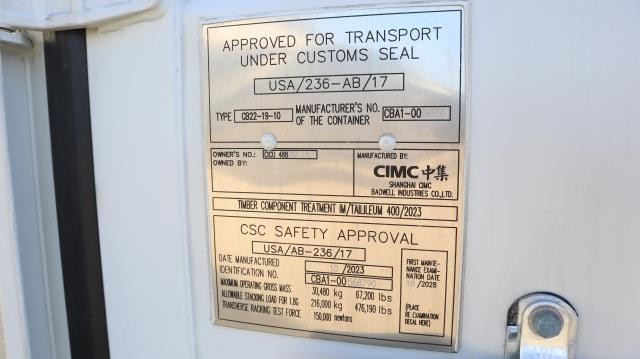 APPROVED FOR TRANSPORT
UNDER CUSTOMS SEAL
USA/236-AB/17
TYPE CB22-19-10 MANUFACTURER'S NO. OF THE CONTAINER CBA1-00
OWNER'S NO.: CICU 488
OWNED BY:
MANUFACTURED BY:
CIMC 中集
SHANGHAI CIMC
BAOWELL INDUSTRIES CO.,LTD.
TIMBER COMPONENT TREATMENT IM/TAILILEUM 400/2023
CSC SAFETY APPROVAL
USA/AB-236/17
DATE MANUFACTURED 10/2023
IDENTIFICATION NO. CBA1-00
MAXIMUM OPERATING GROSS MASS 30,480 kg 67,200 lbs
ALLOWABLE STACKING LOAD FOR 1.8G 216,000 kg 476,190 lbs
TRANSVERSE RACKING TEST FORCE 150,000 newtons
FIRST MAINTE-
NANCE EXAMI-
NATION DATE
10/2028
(PLACE
RE-EXAMINATION
DECAL HERE)